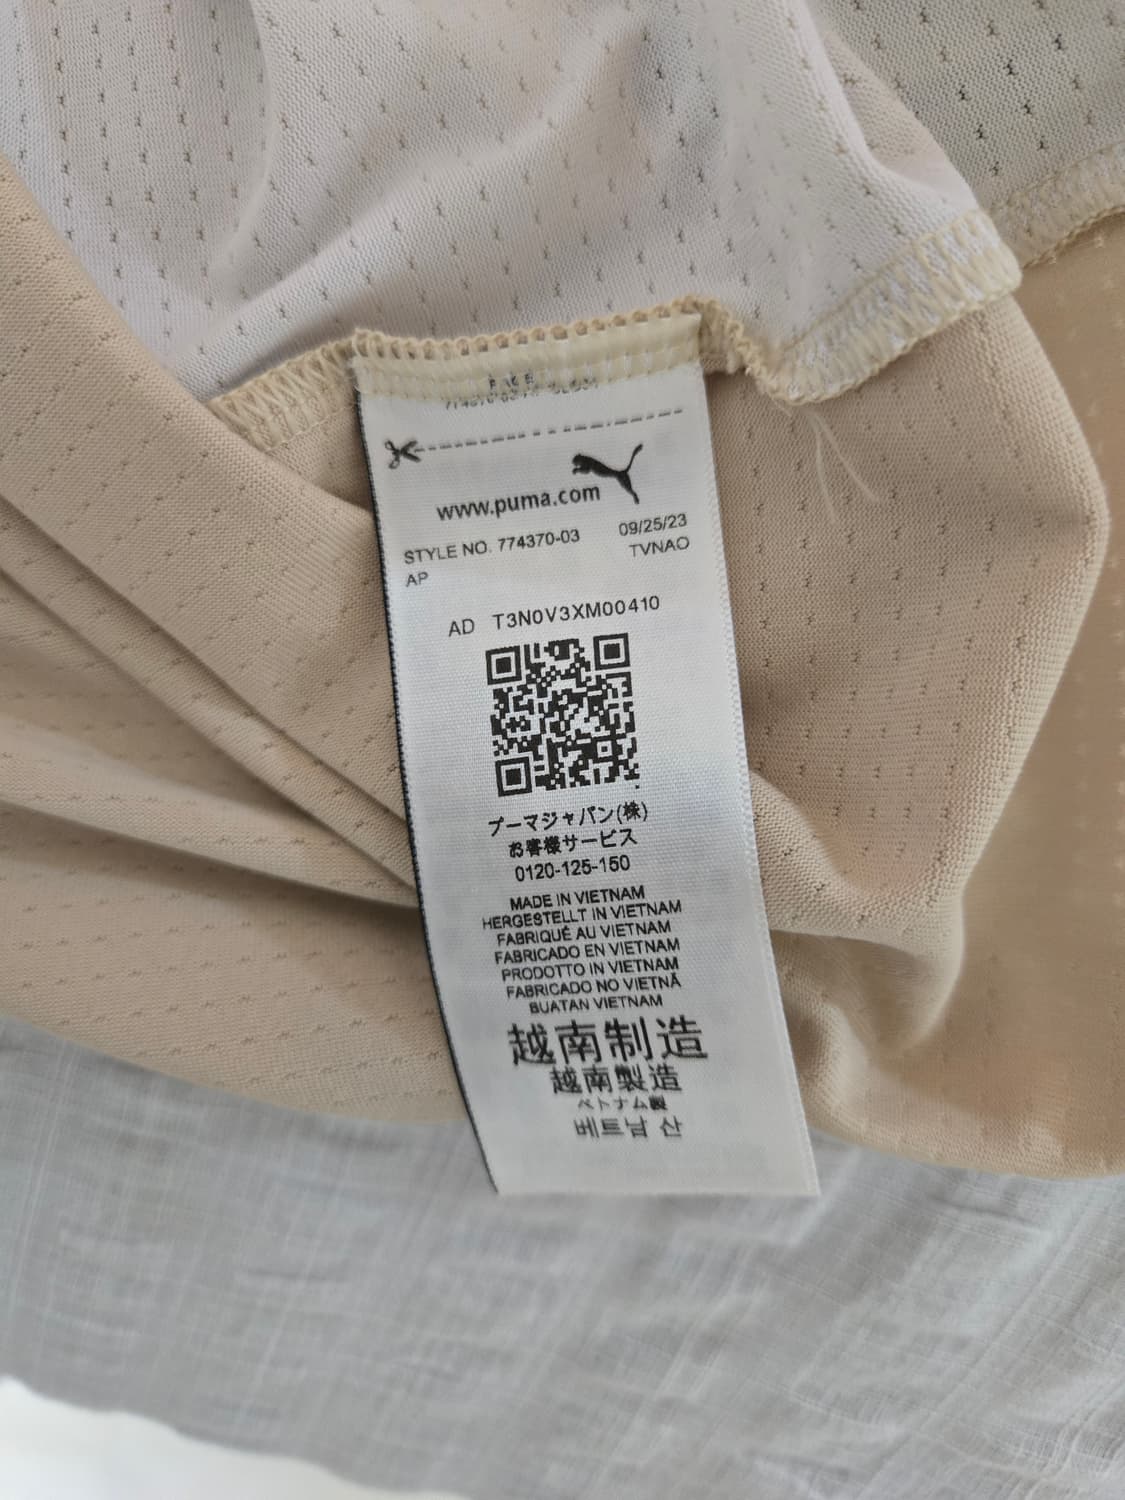 www.puma.com
STYLE NO. 774370-03 09/25/23
AP TVNAO
AD T3N0V3XM00410
プーマジャパン(株)
お客様サービス
0120-125-150
MADE IN VIETNAM
HERGESTELLT IN VIETNAM
FABRIQUÉ AU VIETNAM
FABRICADO EN VIETNAM
PRODOTTO IN VIETNAM
FABRICADO NO VIETNÃ
BUATAN VIETNAM
越南制造
越南製造
ベトナム製
베트남 산